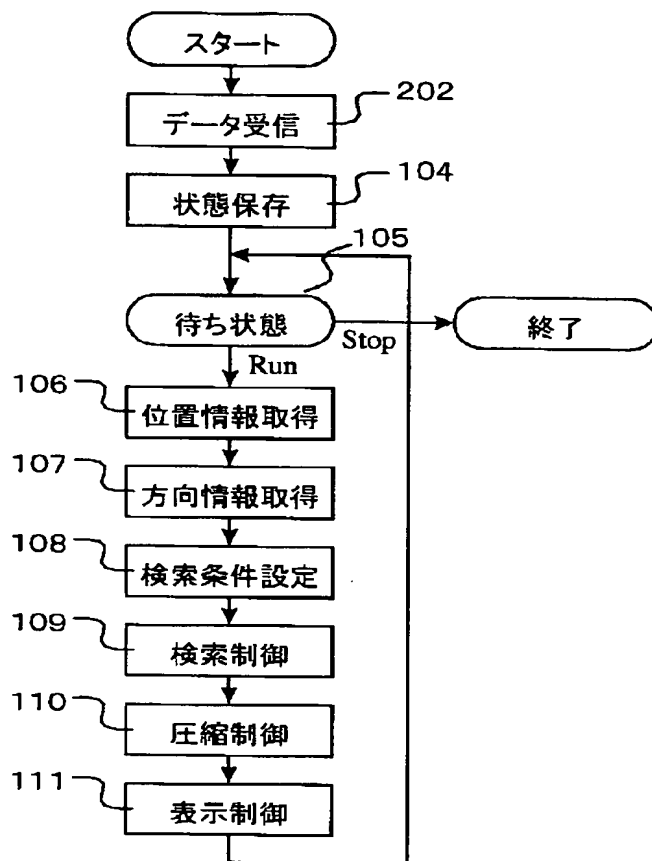 スタート
202
データ受信
104
状態保存
105
待ち状態
Stop
終了
Run
106
位置情報取得
107
方向情報取得
108
検索条件設定
109
検索制御
110
圧縮制御
111
表示制御